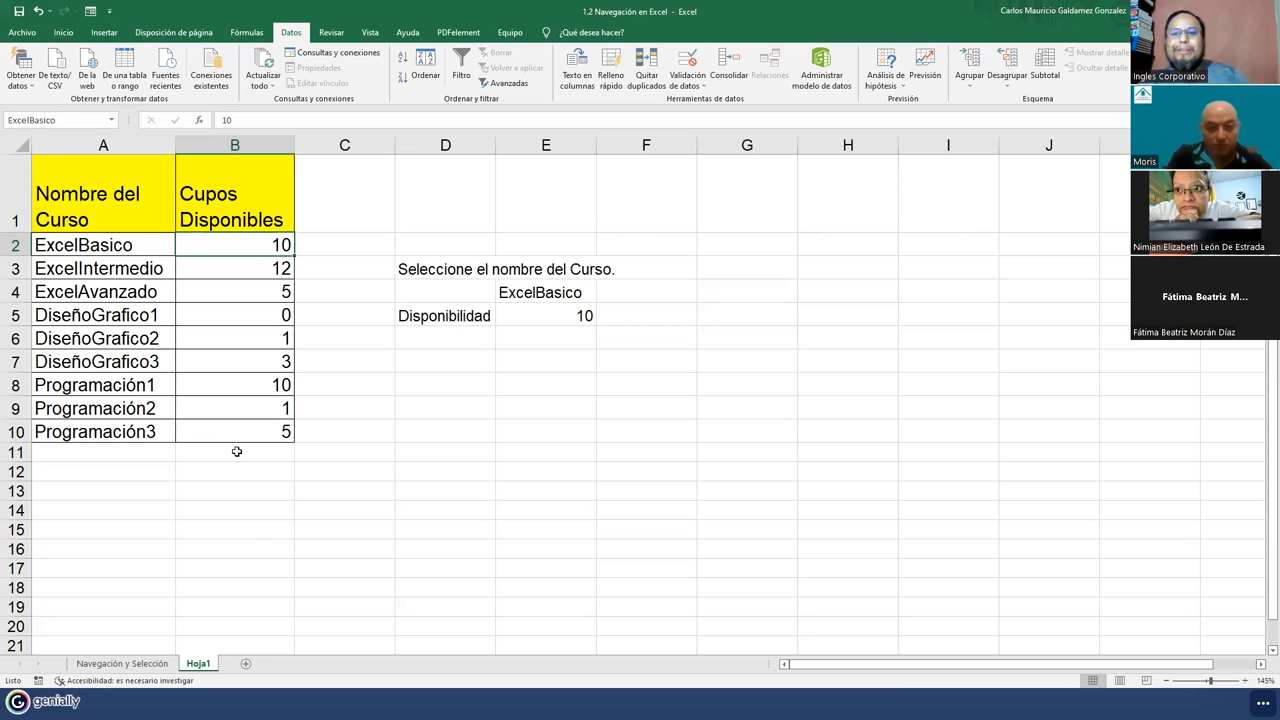 1.2 Navegación en Excel - Excel
Carlos Mauricio Galdamez Gonzalez
Archivo Inicio Insertar Disposición de página Fórmulas Datos Revisar Vista Ayuda PDFelement Equipo ¿Qué desea hacer?
Obtener datos
De texto/CSV
De la web
De una tabla o rango
Fuentes recientes
Conexiones existentes
Obtener y transformar datos
Actualizar todo
Consultas y conexiones
Propiedades
Editar vínculos
Consultas y conexiones
Ordenar
Filtro
Borrar
Volver a aplicar
Avanzadas
Ordenar y filtrar
Texto en columnas
Relleno rápido
Quitar duplicados
Validación de datos
Consolidar
Relaciones
Administrar modelo de datos
Herramientas de datos
Análisis de hipótesis
Previsión
Previsión
Agrupar
Desagrupar
Subtotal
Mostrar detalle
Ocultar detalle
Esquema
ExcelBasico fx 10
A B C D E F G H I J
1 Nombre del Curso Cupos Disponibles
2 ExcelBasico 10
3 ExcelIntermedio 12 Seleccione el nombre del Curso.
4 ExcelAvanzado 5 ExcelBasico
5 DiseñoGrafico1 0 Disponibilidad 10
6 DiseñoGrafico2 1
7 DiseñoGrafico3 3
8 Programación1 10
9 Programación2 1
10 Programación3 5
11
12
13
14
15
16
17
18
19
20
21
Ingles Corporativo
Moris
Nimian Elizabeth León De Estrada
Fátima Beatriz M...
Fátima Beatriz Morán Díaz
Navegación y Selección Hoja1
Listo Accesibilidad: es necesario investigar 145%
genially